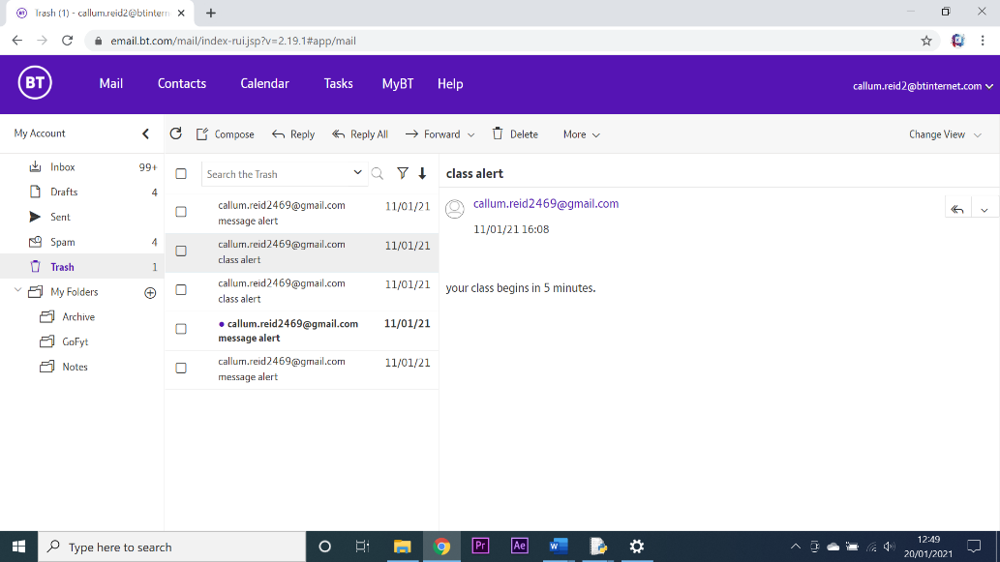 BT Trash (1) - callum.reid2@btintern
email.bt.com/mail/index-rui.jsp?v=2.19.1#app/mail
BT Mail Contacts Calendar Tasks MyBT Help callum.reid2@btinternet.com
My Account Compose Reply Reply All Forward Delete More Change View
Inbox 99+
Drafts 4
Sent
Spam 4
Trash 1
My Folders
Archive
GoFyt
Notes
Search the Trash
callum.reid2469@gmail.com 11/01/21
message alert
callum.reid2469@gmail.com 11/01/21
class alert
callum.reid2469@gmail.com 11/01/21
class alert
callum.reid2469@gmail.com 11/01/21
message alert
callum.reid2469@gmail.com 11/01/21
message alert
class alert
callum.reid2469@gmail.com
11/01/21 16:08
your class begins in 5 minutes.
Type here to search
Pr Ae W
12:49
20/01/2021